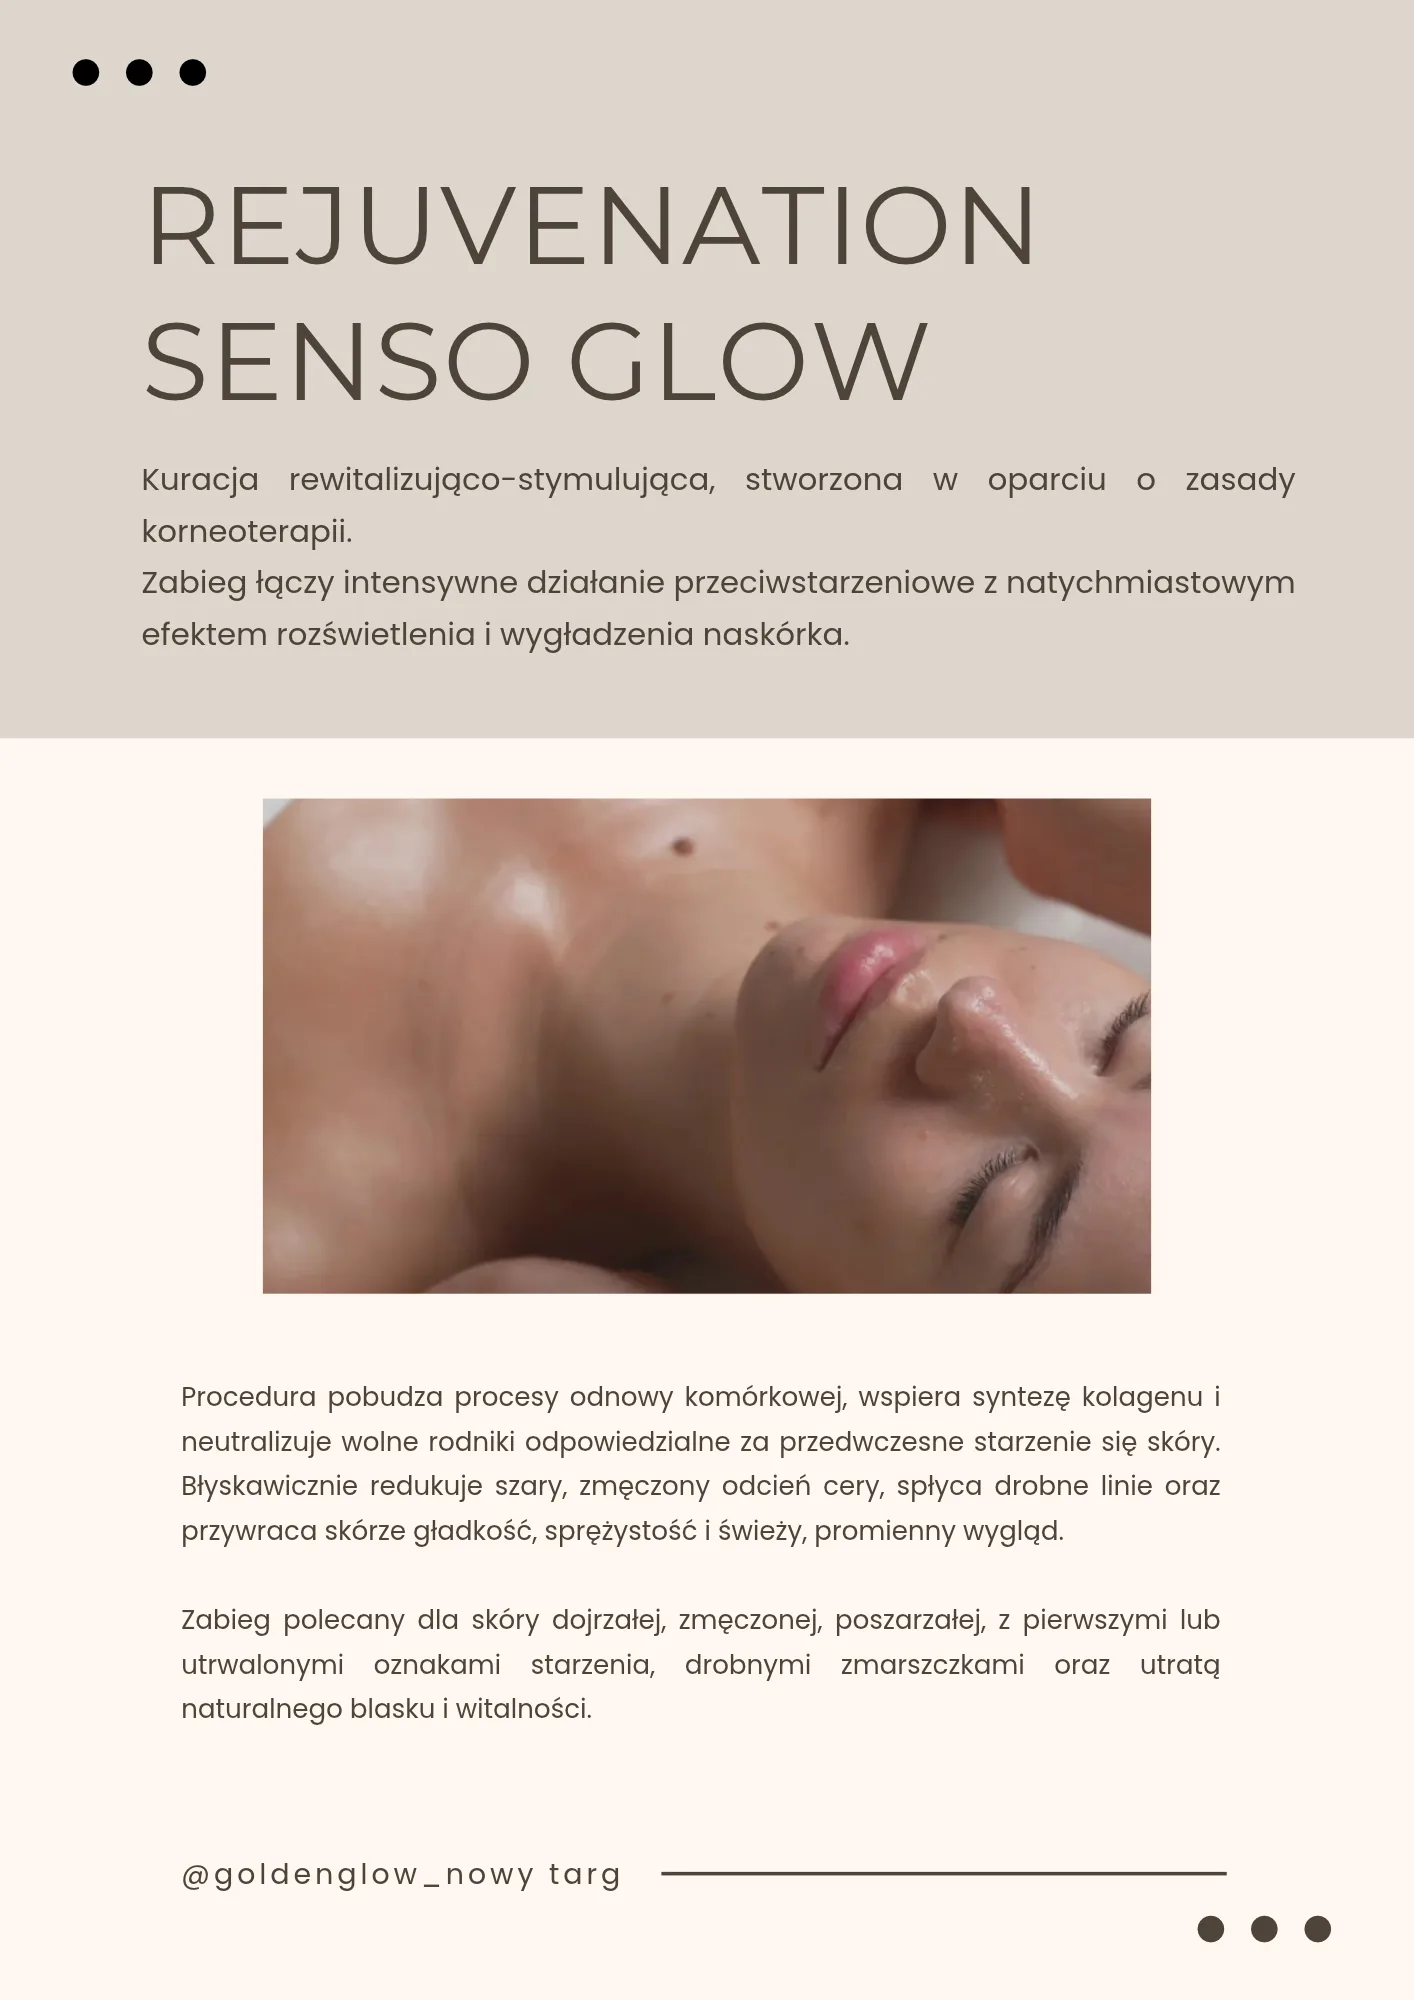 REJUVENATION
SENSO GLOW
Kuracja rewitalizująco-stymulująca, stworzona w oparciu o zasady
korneoterapii.
Zabieg łączy intensywne działanie przeciwstarzeniowe z natychmiastowym
efektem rozświetlenia i wygładzenia naskórka.
Procedura pobudza procesy odnowy komórkowej, wspiera syntezę kolagenu i
neutralizuje wolne rodniki odpowiedzialne za przedwczesne starzenie się skóry.
Błyskawicznie redukuje szary, zmęczony odcień cery, spłyca drobne linie oraz
przywraca skórze gładkość, sprężystość i świeży, promienny wygląd.
Zabieg polecany dla skóry dojrzałej, zmęczonej, poszarzałej, z pierwszymi lub
utrwalonymi oznakami starzenia, drobnymi zmarszczkami oraz utratą
naturalnego blasku i witalności.
@goldenglow_nowy targ